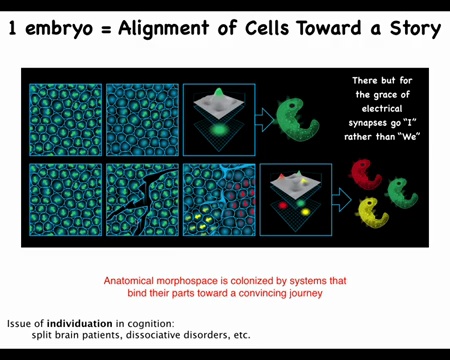 1 embryo = Alignment of Cells Toward a Story
There but for
the grace of
electrical
synapses go "I"
rather than "We"
Anatomical morphospace is colonized by systems that
bind their parts toward a convincing journey
Issue of individuation in cognition:
split brain patients, dissociative disorders, etc.